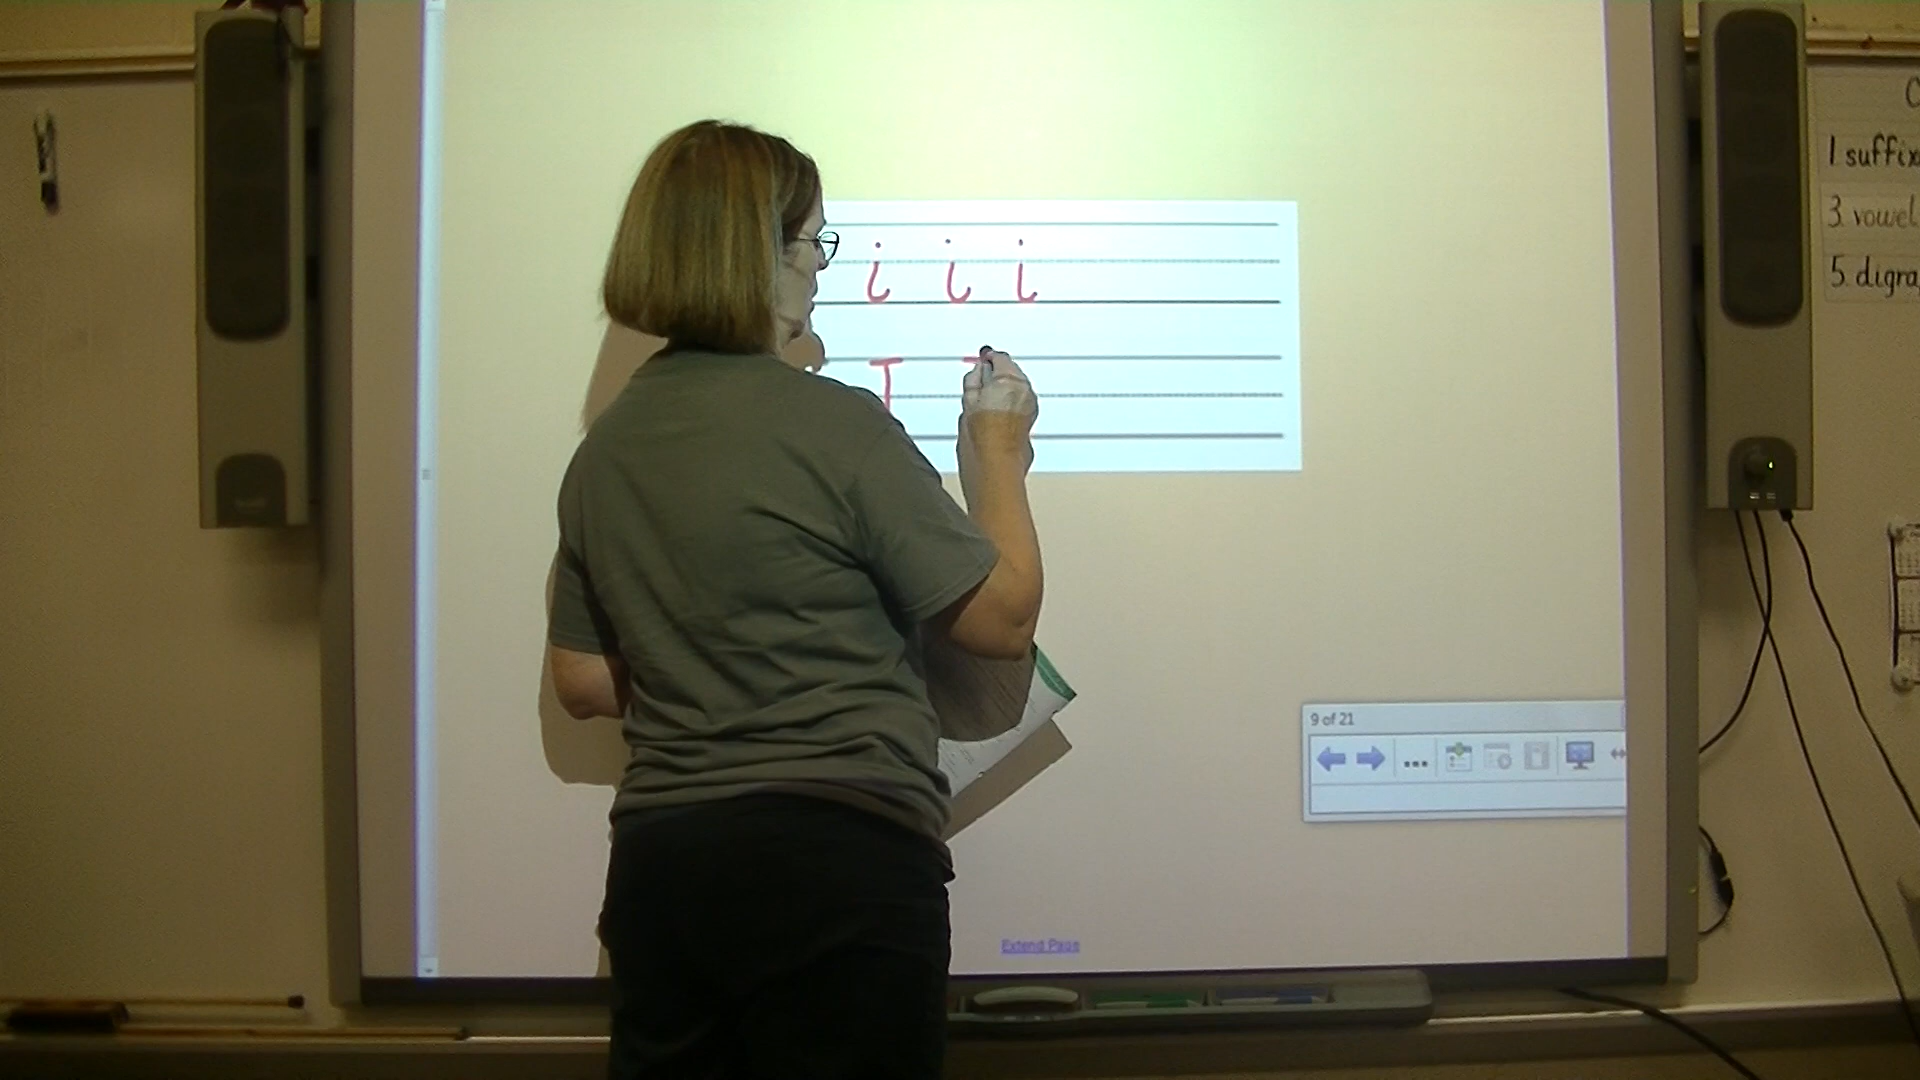 i i i
T
1. suffix
3. vowel
5. digra
9 of 21
Extend Page